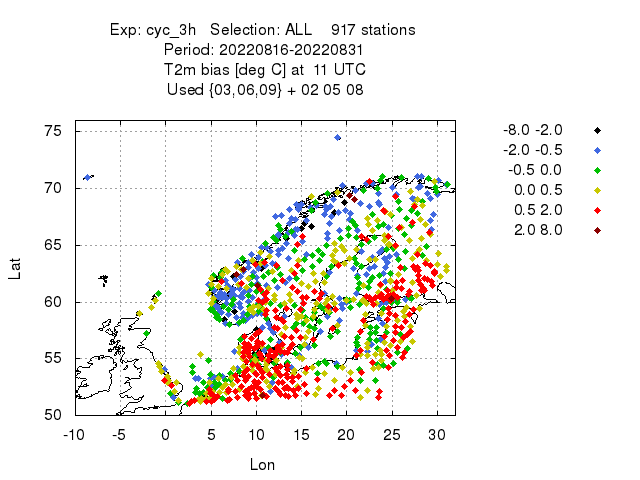 Exp: cyc_3h   Selection: ALL    917 stations
Period: 20220816-20220831
T2m bias [deg C] at  11 UTC
Used {03,06,09} + 02 05 08
-8.0 -2.0
-2.0 -0.5
-0.5 0.0
0.0 0.5
0.5 2.0
2.0 8.0
75
70
65
60
55
50
Lat
-10 -5 0 5 10 15 20 25 30
Lon